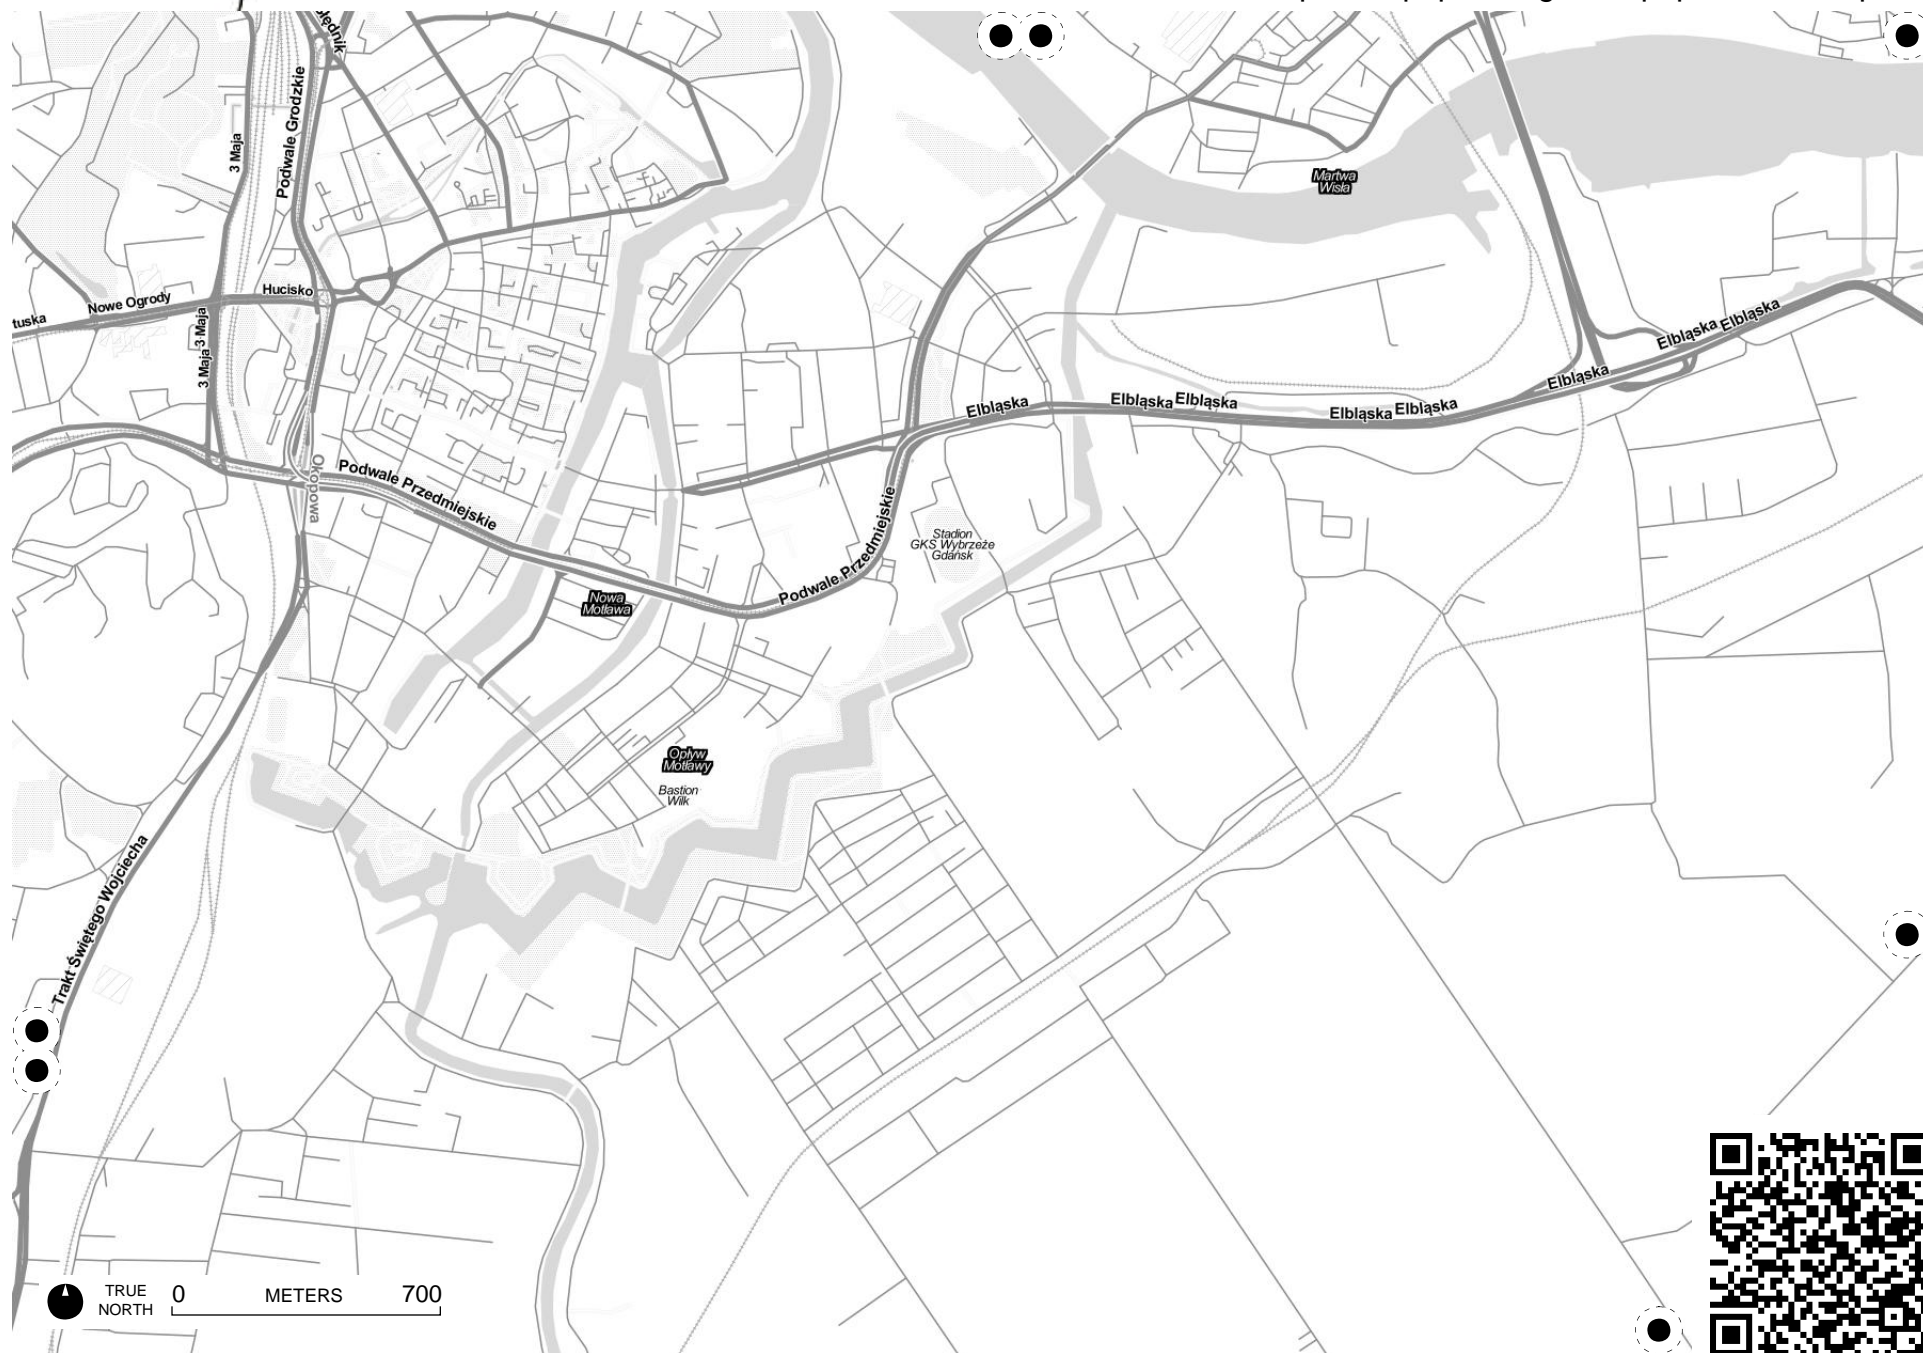 Podwale Grodzkie
3 Maja
Martwa
Wisła
Nowe Ogrody
Hucisko
tuska
3 Maja
3 Maja
Elbląska
Elbląska
Elbląska
Elbląska
Elbląska
Elbląska
Elbląska
Elbląska
Okopowa
Podwale Przedmiejskie
Podwale Przedmiejskie
Stadion
GKS Wybrzeże
Gdańsk
Nowa
Motława
Opływ
Motławy
Bastion
Wilk
Trakt Świętego Wojciecha
TRUE
NORTH
0 METERS 700